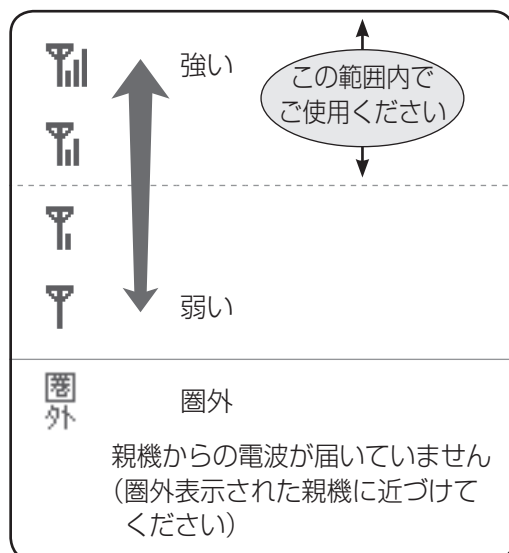 強い
この範囲内で
ご使用ください
弱い
圏外
圏外
親機からの電波が届いていません
（圏外表示された親機に近づけて
ください）